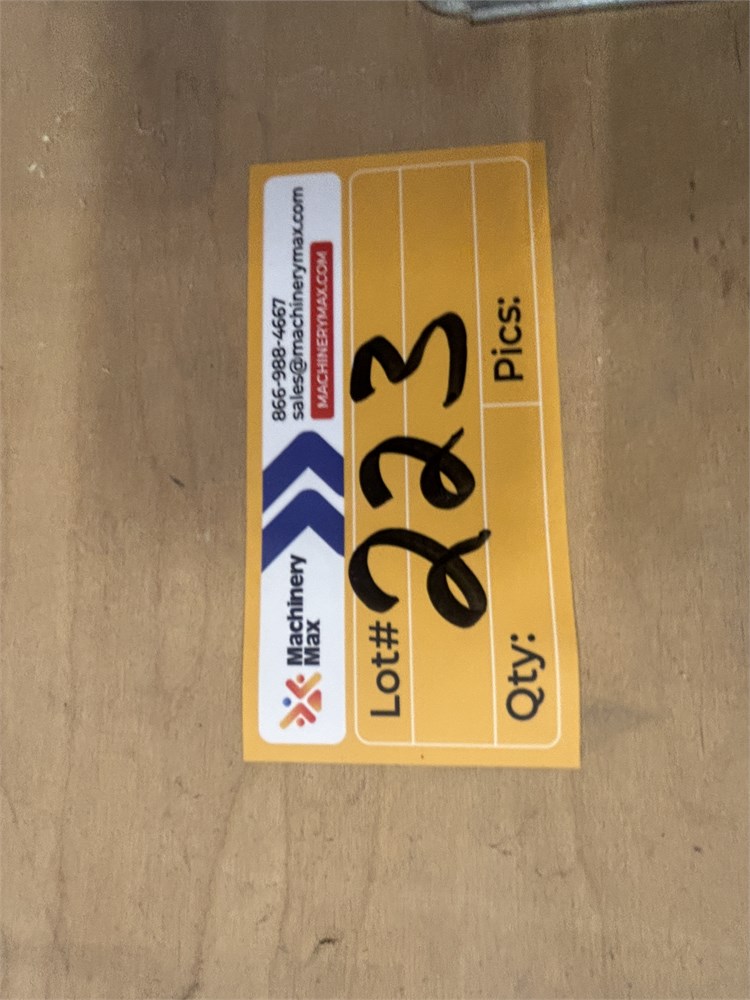 Machinery
Max
866-988-4667
sales@machinerymax.com
MACHINERYMAX.COM
Lot# 223
Qty: Pics: